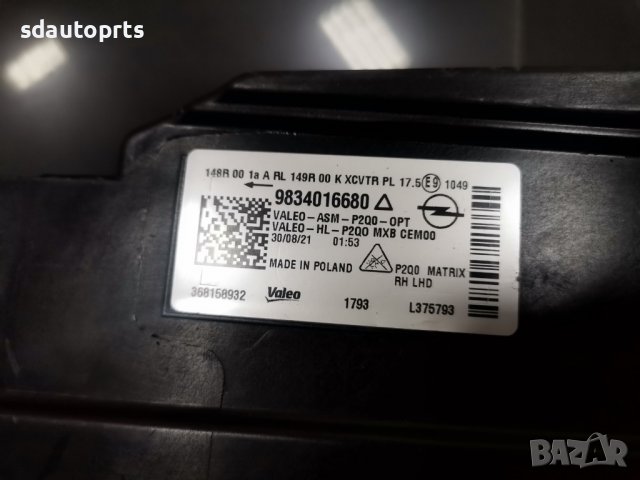 sdautoprts
148R 00 1a A RL 149R 00 K XCVTR PL 17.5 E9 1049
9834016680
VALEO-ASM-P2Q0-OPT
VALEO-HL-P2Q0 MXB CEM00
30/08/21 01:53
MADE IN POLAND
P2Q0 MATRIX
RH LHD
368158932 Valeo 1793 L375793
BAZAR